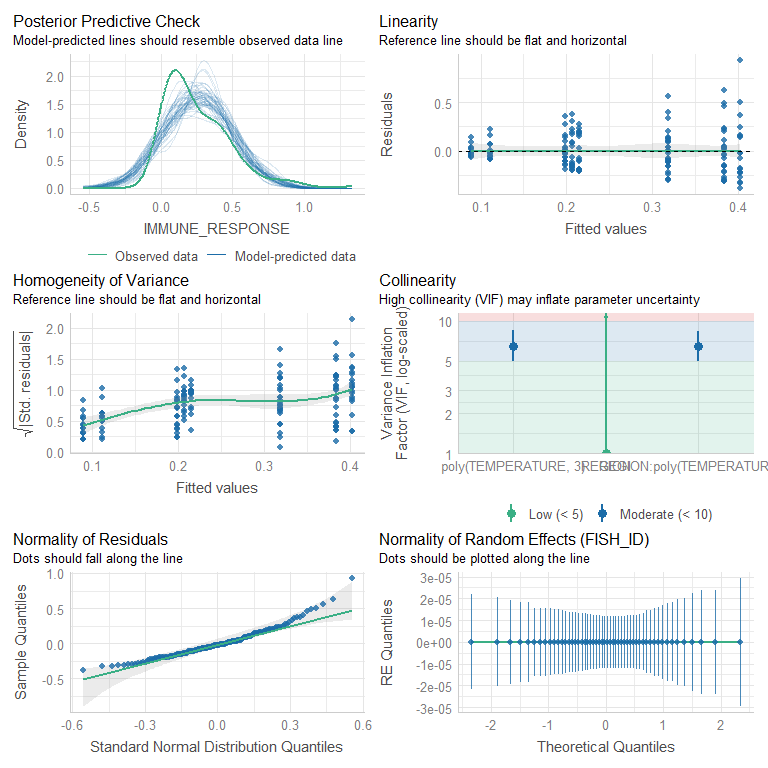 Posterior Predictive Check
Model-predicted lines should resemble observed data line
Density
2.0
1.5
1.0
0.5
0.0
-0.5
0.0
0.5
1.0
IMMUNE_RESPONSE
Observed data
Model-predicted data
Linearity
Reference line should be flat and horizontal
Residuals
0.5
0.0
0.1
0.2
0.3
0.4
Fitted values
Homogeneity of Variance
Reference line should be flat and horizontal
√|Std. residuals|
2.0
1.5
1.0
0.5
0.0
0.1
0.2
0.3
0.4
Fitted values
Collinearity
High collinearity (VIF) may inflate parameter uncertainty
Variance Inflation
Factor (VIF, log-scaled)
10
5
3
2
1
poly(TEMPERATURE, 3)
REGION:poly(TEMPERATUR
Low (< 5)
Moderate (< 10)
Normality of Residuals
Dots should fall along the line
Sample Quantiles
1.0
0.5
0.0
-0.5
-0.6
-0.3
0.0
0.3
0.6
Standard Normal Distribution Quantiles
Normality of Random Effects (FISH_ID)
Dots should be plotted along the line
RE Quantiles
3e-05
2e-05
1e-05
0e+00
-1e-05
-2e-05
-3e-05
-2
-1
0
1
2
Theoretical Quantiles